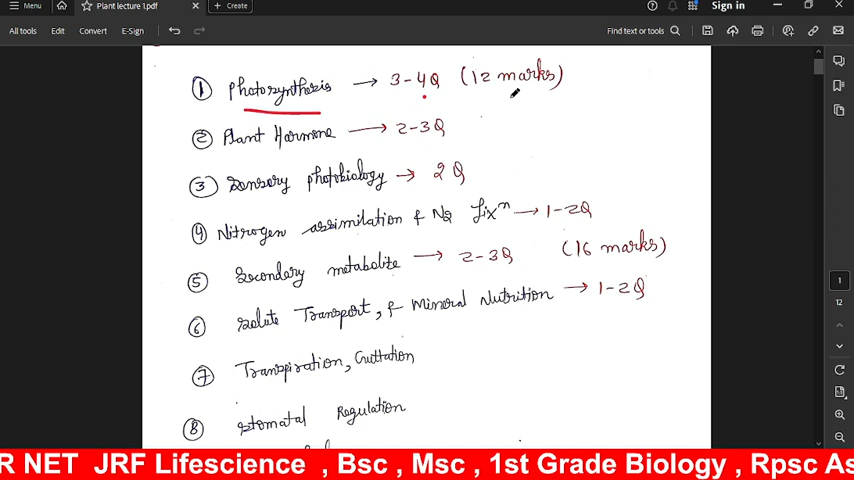 Menu
Plant lecture 1.pdf
Create
Sign in
All tools Edit Convert E-Sign
Find text or tools
1 Photosynthesis → 3-4Q (12 marks)
2 Plant Harmone → 2-3Q
3 Sensory photobiology → 2Q
4 Nitrogen assimilation & N2 fixn → 1-2Q
5 Secondary metabolite → 2-3Q (16 marks)
6 Solute Transport, & Mineral Nutrition → 1-2Q
7 Transpiration, Guttation
8 Stomatal Regulation
1
12
R NET JRF Lifescience , Bsc , Msc , 1st Grade Biology , Rpsc As